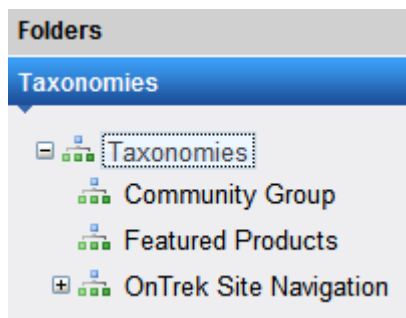 Folders
Taxonomies
Taxonomies
Community Group
Featured Products
OnTrek Site Navigation